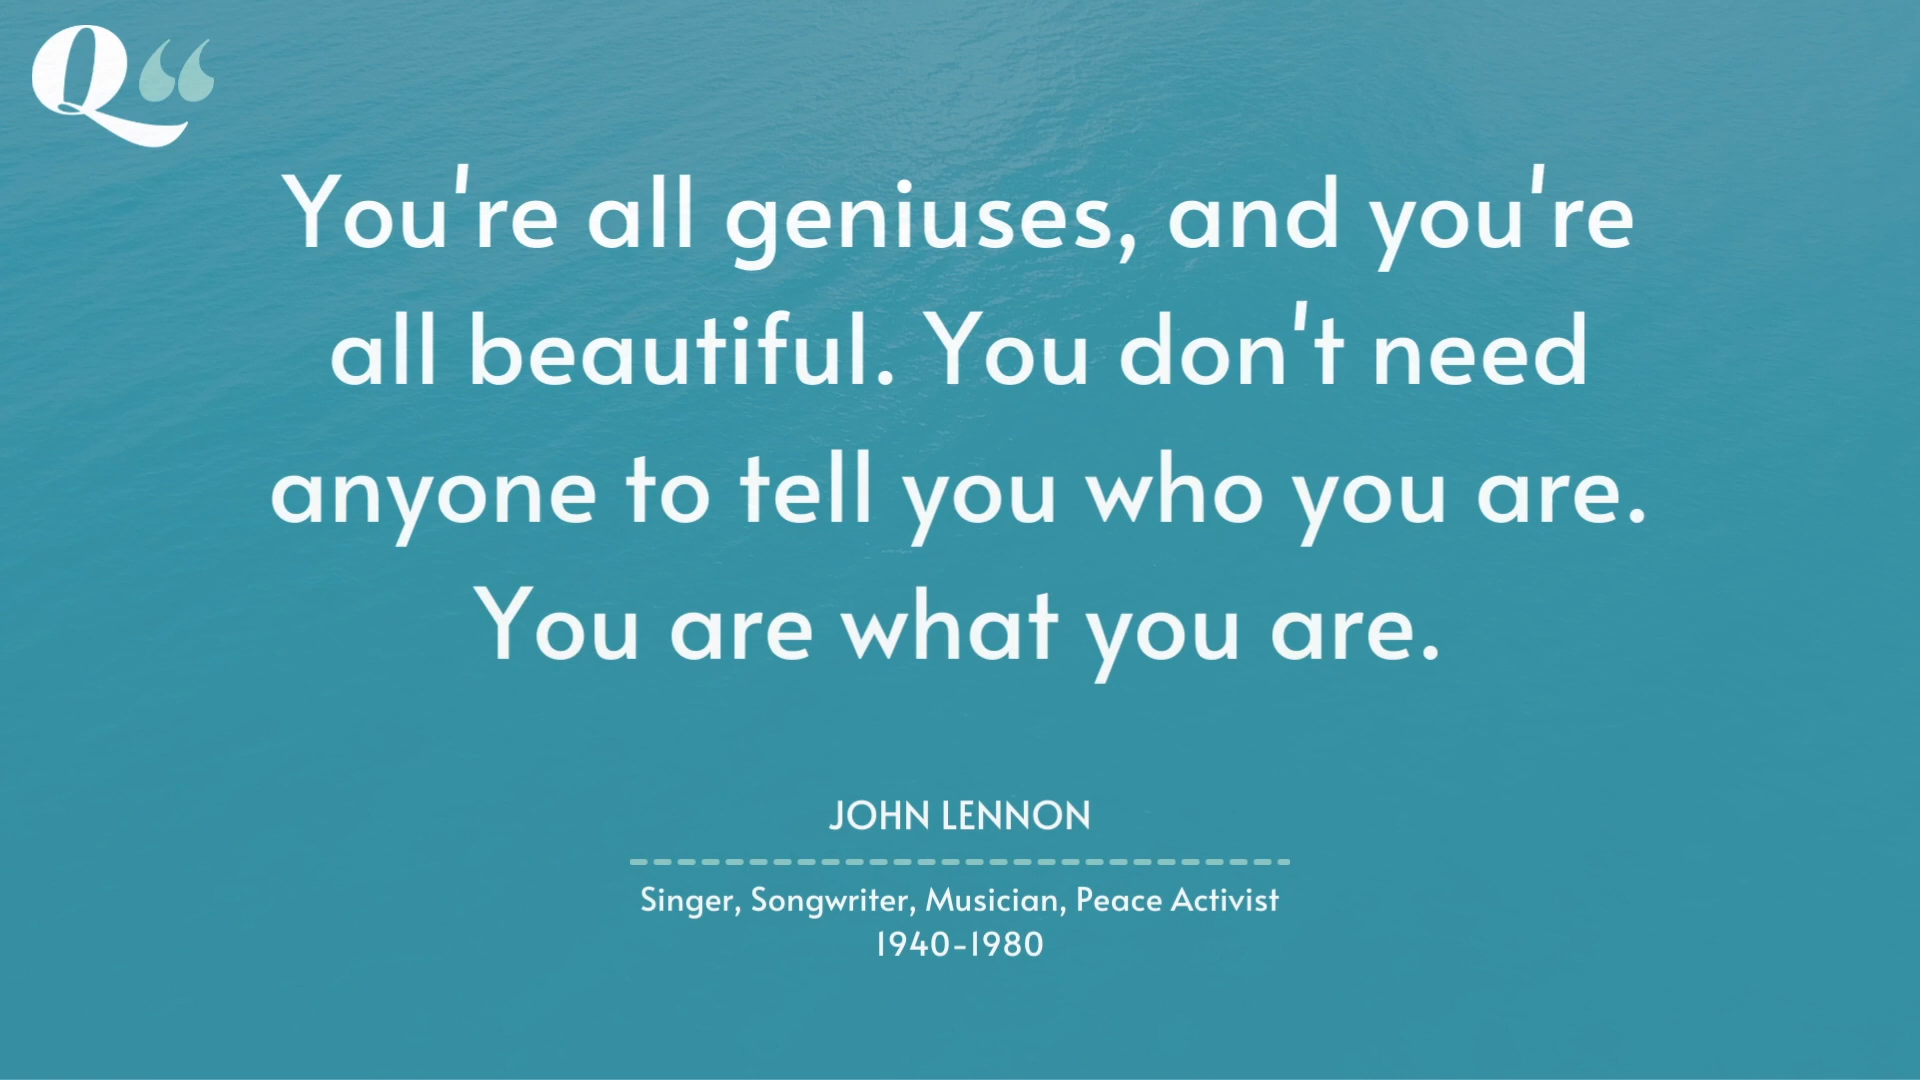 Q“
You're all geniuses, and you're
all beautiful. You don't need
anyone to tell you who you are.
You are what you are.
JOHN LENNON
Singer, Songwriter, Musician, Peace Activist
1940-1980